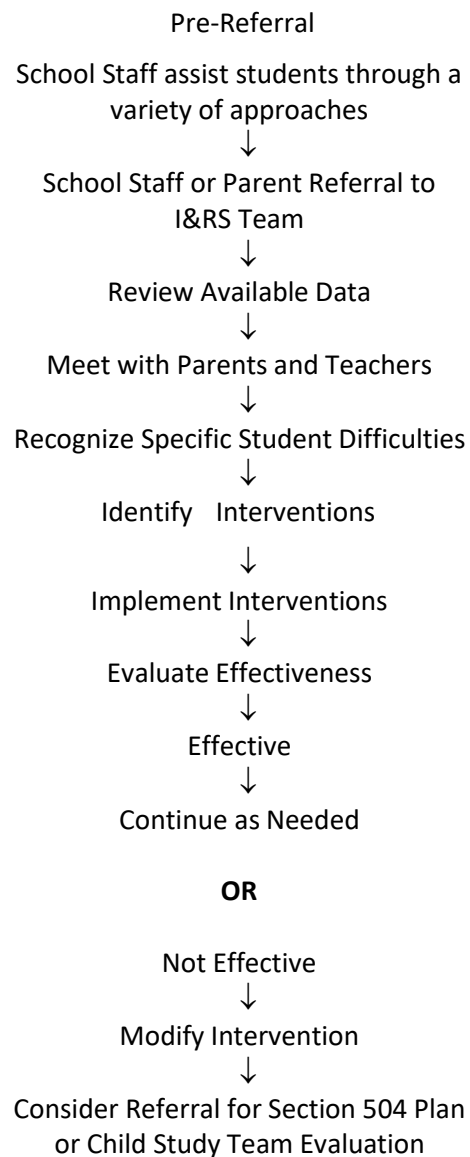 Pre-Referral
School Staff assist students through a
variety of approaches
↓
School Staff or Parent Referral to
I&RS Team
↓
Review Available Data
↓
Meet with Parents and Teachers
↓
Recognize Specific Student Difficulties
↓
Identify Interventions
↓
Implement Interventions
↓
Evaluate Effectiveness
↓
Effective
↓
Continue as Needed
OR
Not Effective
↓
Modify Intervention
↓
Consider Referral for Section 504 Plan
or Child Study Team Evaluation